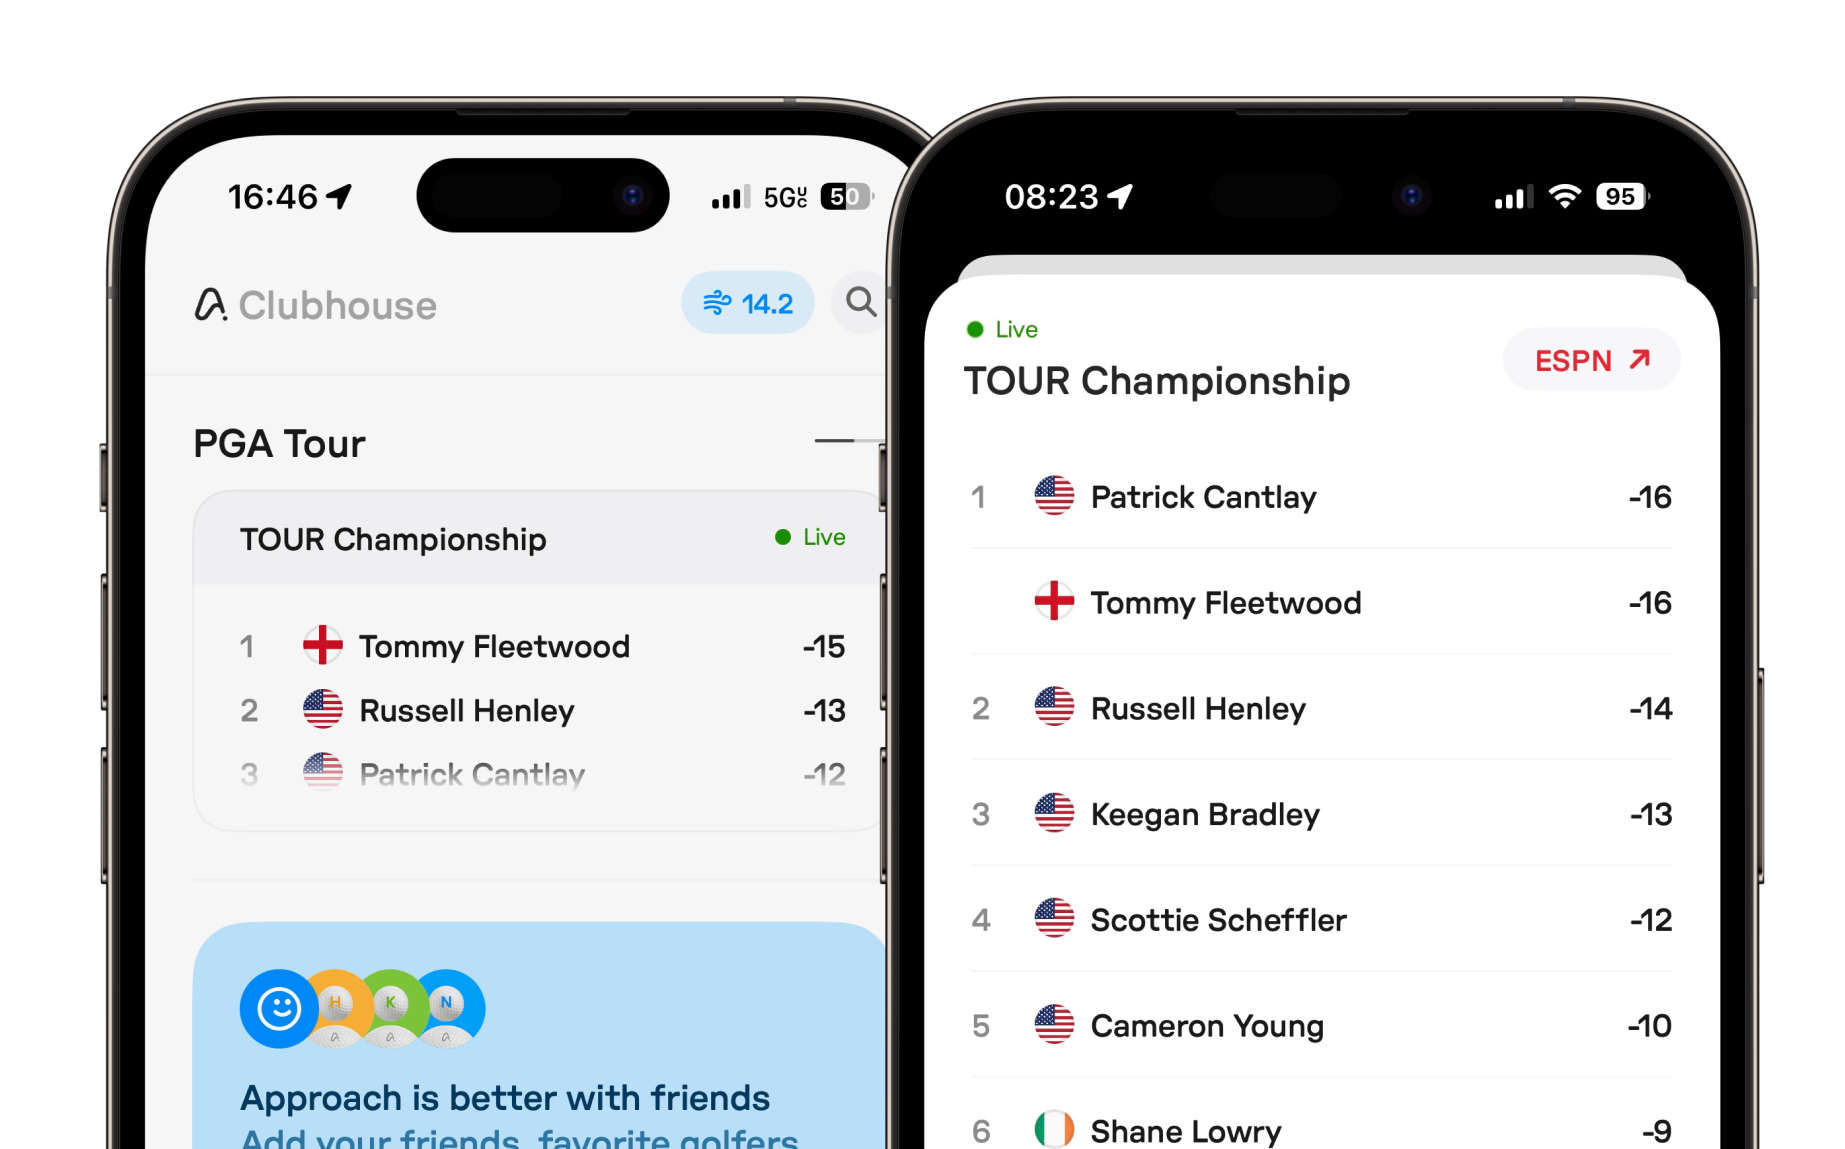 16:46 5GUC 50
Clubhouse 14.2
PGA Tour
TOUR Championship Live
1 Tommy Fleetwood -15
2 Russell Henley -13
3 Patrick Cantlay -12
H K N
Approach is better with friends
Add your friends, favorite golfers
08:23 95
Live
TOUR Championship
ESPN
1 Patrick Cantlay -16
Tommy Fleetwood -16
2 Russell Henley -14
3 Keegan Bradley -13
4 Scottie Scheffler -12
5 Cameron Young -10
6 Shane Lowry -9